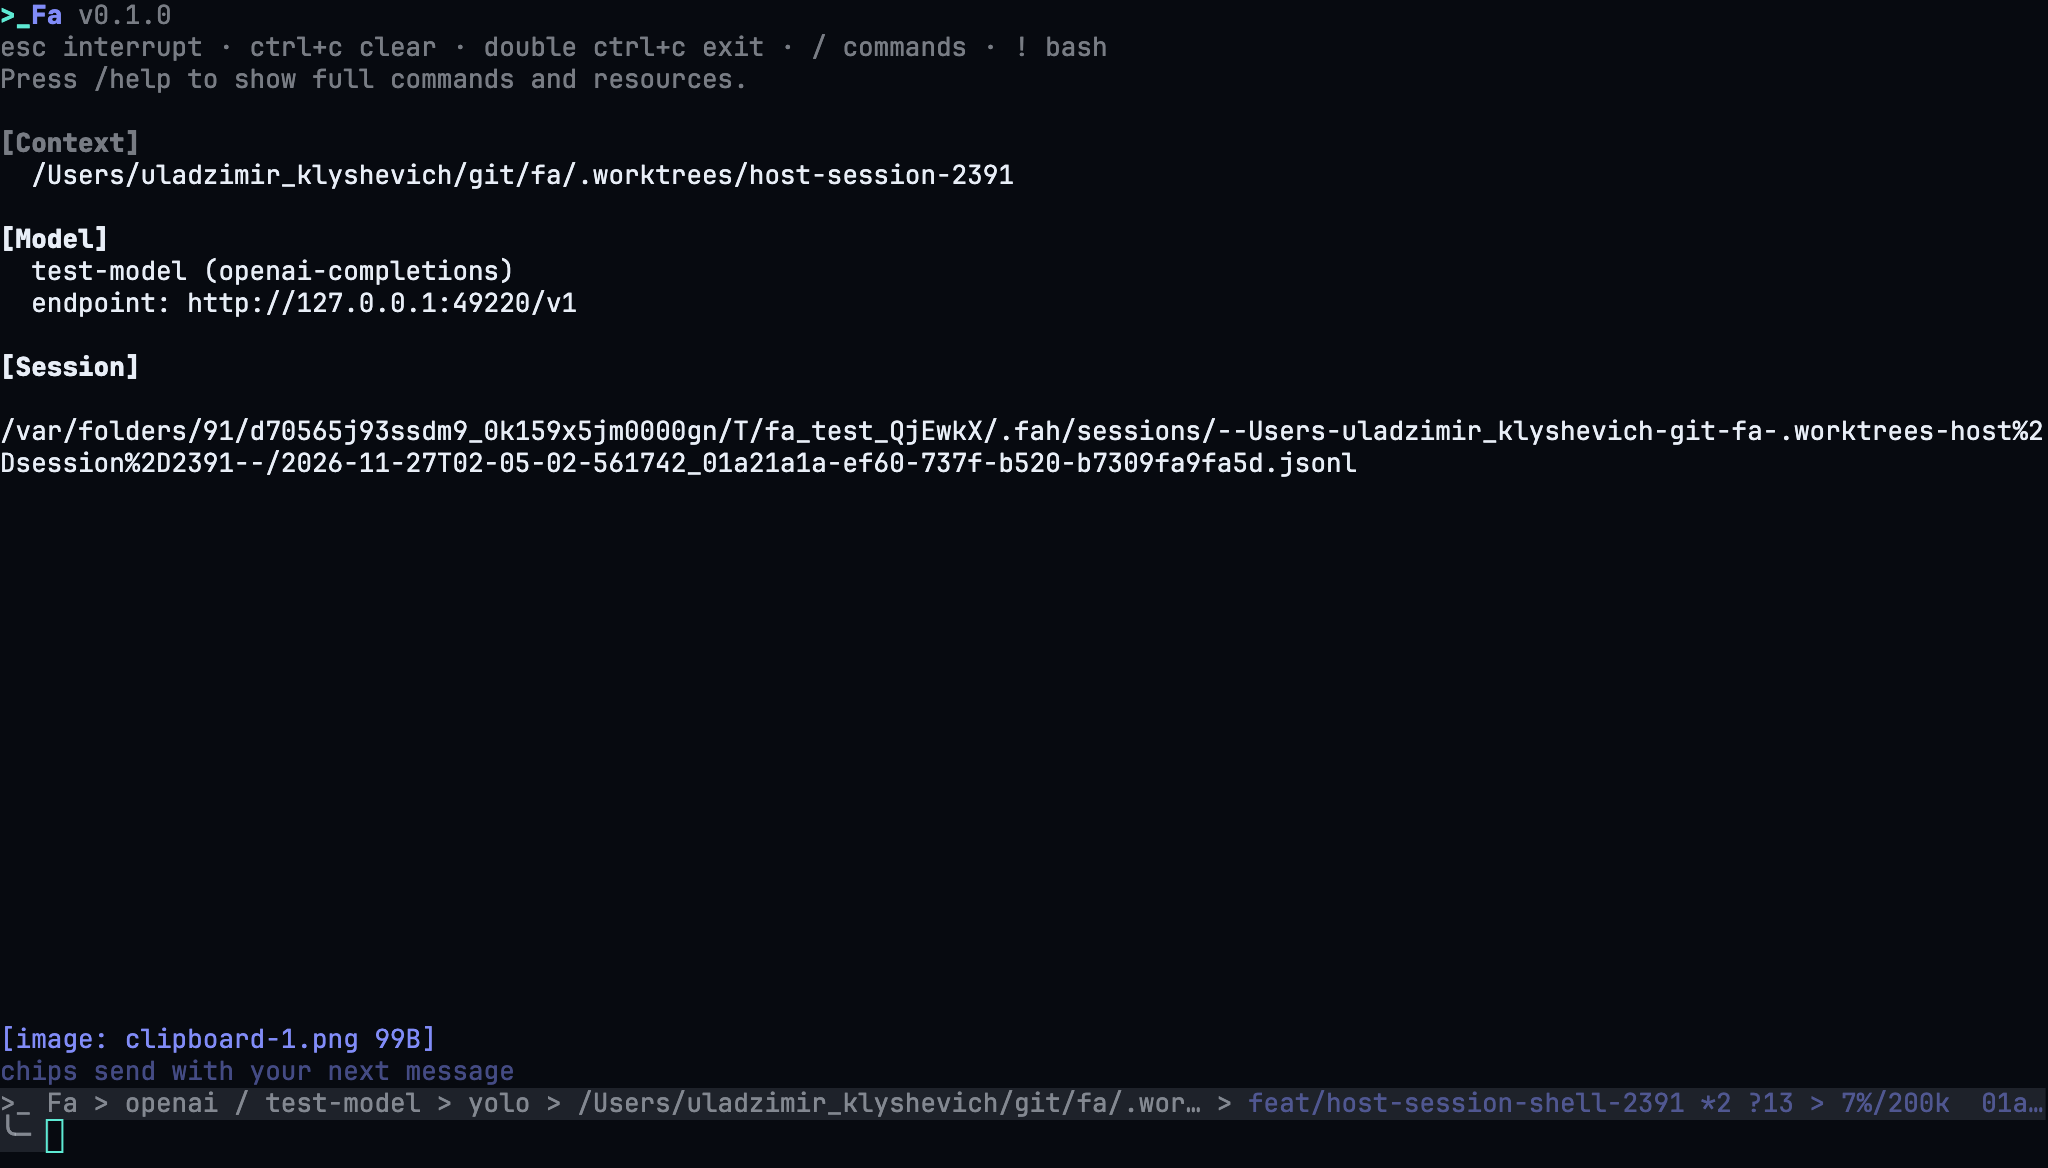 >_Fa v0.1.0
esc interrupt · ctrl+c clear · double ctrl+c exit · / commands · ! bash
Press /help to show full commands and resources.
[Context]
/Users/uladzimir_klyshevich/git/fa/.worktrees/host-session-2391
[Model]
test-model (openai-completions)
endpoint: http://127.0.0.1:49220/v1
[Session]
/var/folders/91/d70565j93ssdm9_0k159x5jm0000gn/T/fa_test_QjEwkX/.fah/sessions/--Users-uladzimir_klyshevich-git-fa-.worktrees-host%2
Dsession%2D2391--/2026-11-27T02-05-02-561742_01a21a1a-ef60-737f-b520-b7309fa9fa5d.jsonl
[image: clipboard-1.png 99B]
chips send with your next message
>_ Fa > openai / test-model > yolo > /Users/uladzimir_klyshevich/git/fa/.wor… > feat/host-session-shell-2391 *2 ?13 > 7%/200k 01a…